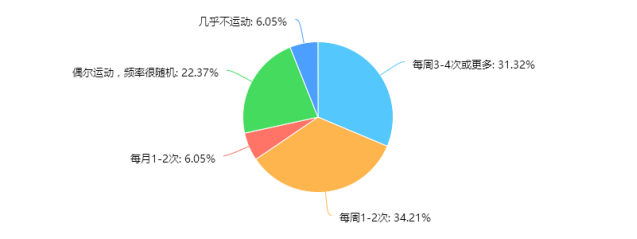 几乎不运动: 6.05%
每周3-4次或更多: 31.32%
偶尔运动，频率很随机: 22.37%
每月1-2次: 6.05%
每周1-2次: 34.21%